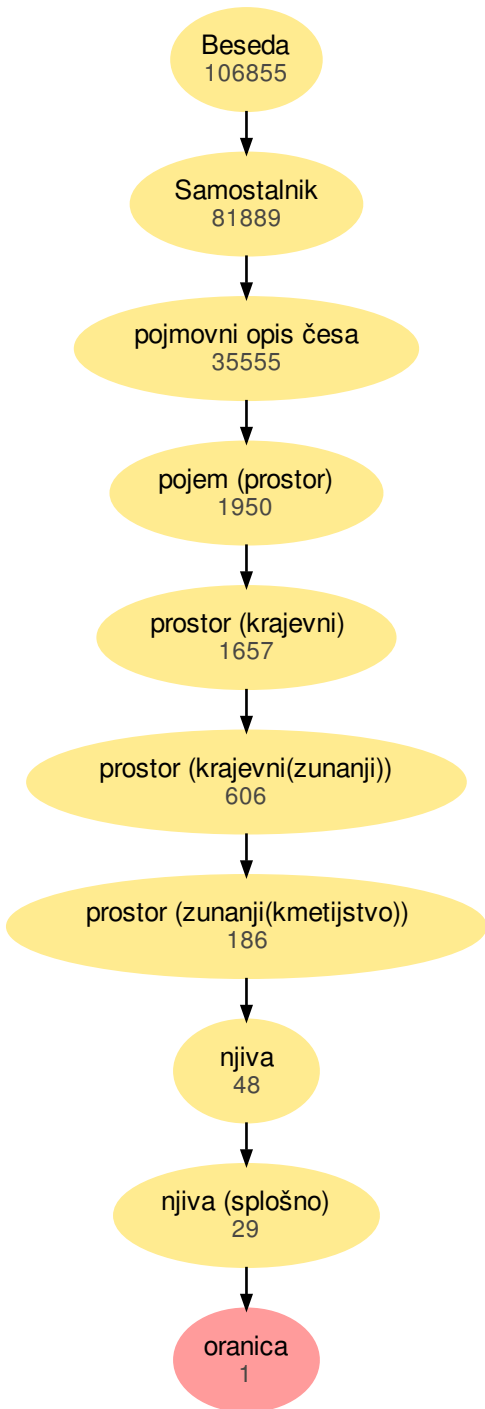 Beseda
106855
Samostalnik
81889
pojmovni opis česa
35555
pojem (prostor)
1950
prostor (krajevni)
1657
prostor (krajevni(zunanji))
606
prostor (zunanji(kmetijstvo))
186
njiva
48
njiva (splošno)
29
oranica
1